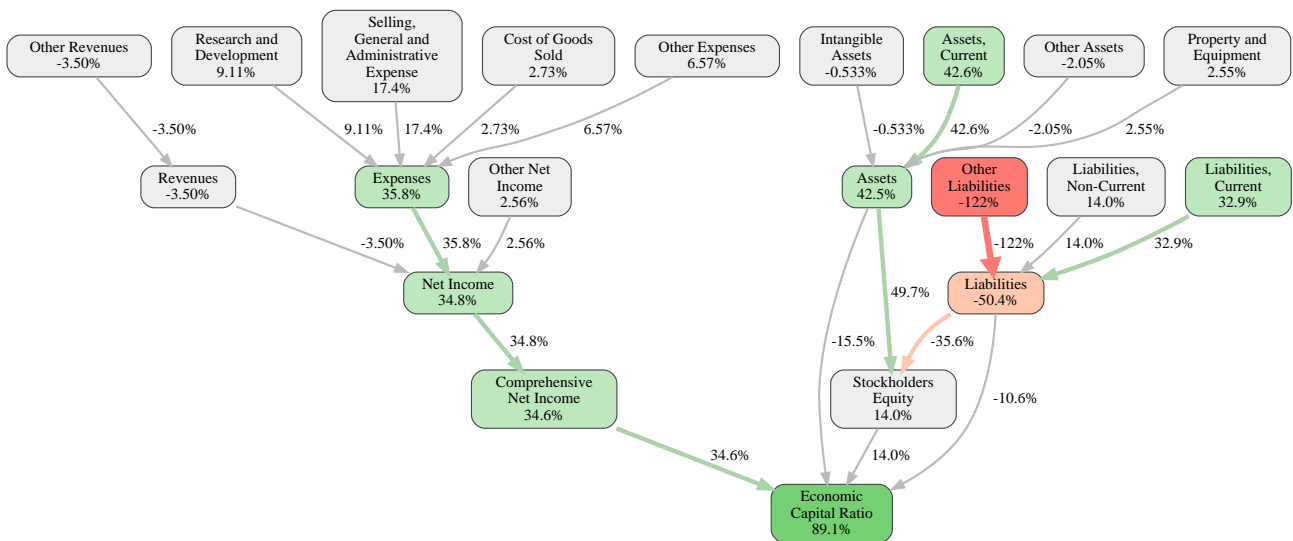 Other Revenues
-3.50%
Research and
Development
9.11%
Selling,
General and
Administrative
Expense
17.4%
Cost of Goods
Sold
2.73%
Other Expenses
6.57%
Intangible
Assets
-0.533%
Assets,
Current
42.6%
Other Assets
-2.05%
Property and
Equipment
2.55%
-3.50%
9.11%
17.4%
2.73%
6.57%
-0.533%
42.6%
-2.05%
2.55%
Revenues
-3.50%
Expenses
35.8%
Other Net
Income
2.56%
Assets
42.5%
Other
Liabilities
-122%
Liabilities,
Non-Current
14.0%
Liabilities,
Current
32.9%
-3.50%
35.8%
2.56%
-122%
14.0%
32.9%
Net Income
34.8%
49.7%
Liabilities
-50.4%
34.8%
-15.5%
-35.6%
Comprehensive
Net Income
34.6%
Stockholders
Equity
14.0%
-10.6%
34.6%
14.0%
Economic
Capital Ratio
89.1%